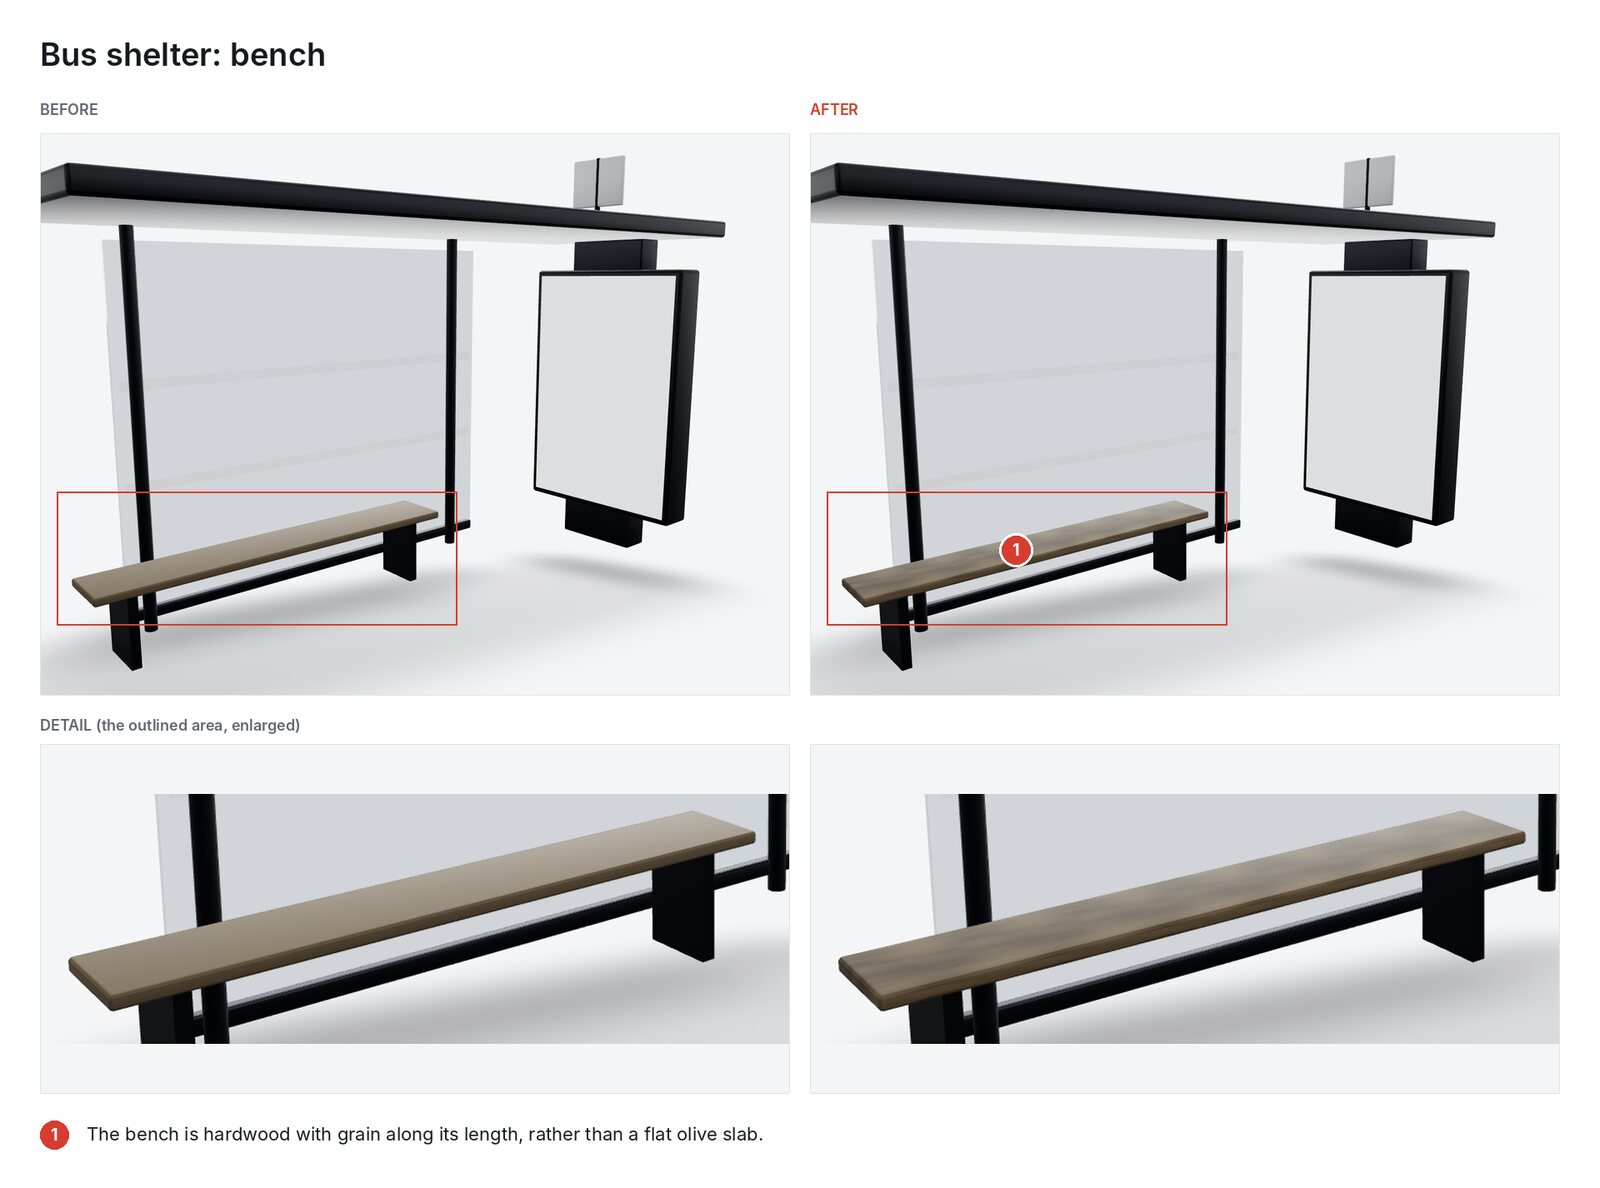 Bus shelter: bench
BEFORE
AFTER
1
DETAIL (the outlined area, enlarged)
1 The bench is hardwood with grain along its length, rather than a flat olive slab.